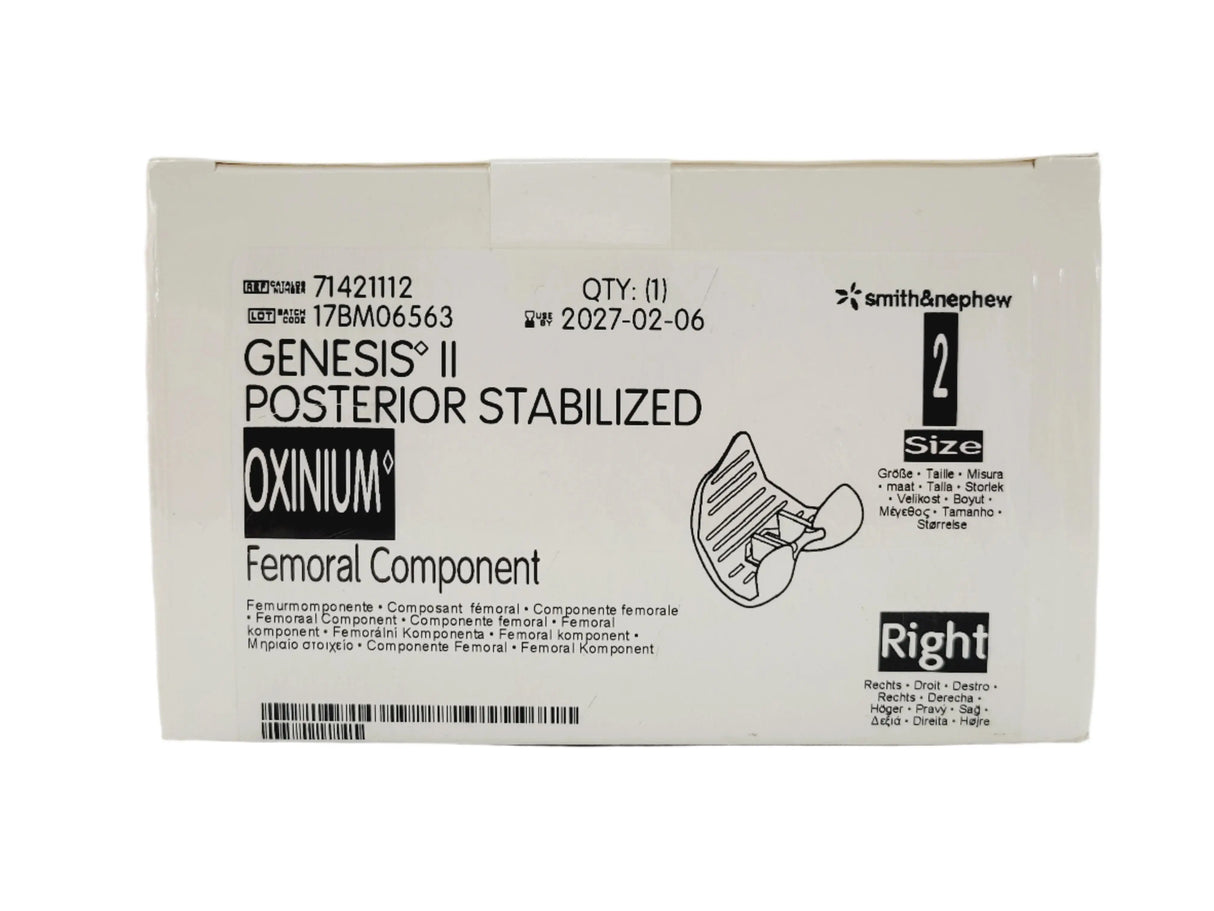 REF CATALOG NUMBER 71421112
QTY: (1)
LOT BATCH CODE 17BM06563
USE BY 2027-02-06
smith&nephew
GENESIS◊ II
POSTERIOR STABILIZED
OXINIUM◊
Femoral Component
Femurmomponente • Composant fémoral • Componente femorale
• Femoraal Component • Componente femoral • Femoral
komponent • Femorální Komponenta • Femoral komponent •
Μηριαίο στοιχείο • Componente Femoral • Femoral Komponent
2
Size
Größe • Taille • Misura
• maat • Talla • Storlek
• Velikost • Boyut •
Μέγεθος • Tamanho •
Størrelse
Right
Rechts • Droit • Destro •
Rechts • Derecha •
Höger • Pravý • Sağ •
Δεξιά • Direita • Højre